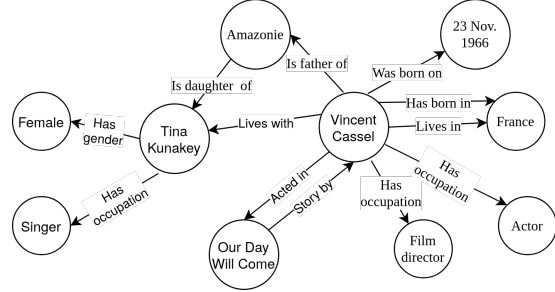 23 Nov.
1966
Amazonie
Is father of
Was born on
Is daughter of
Has born in
Vincent
Cassel
Female
Has
gender
Tina
Kunakey
Lives with
Lives in
France
Has
occupation
Acted in
Story by
Has
occupation
Has
occupation
Singer
Our Day
Will Come
Film
director
Actor